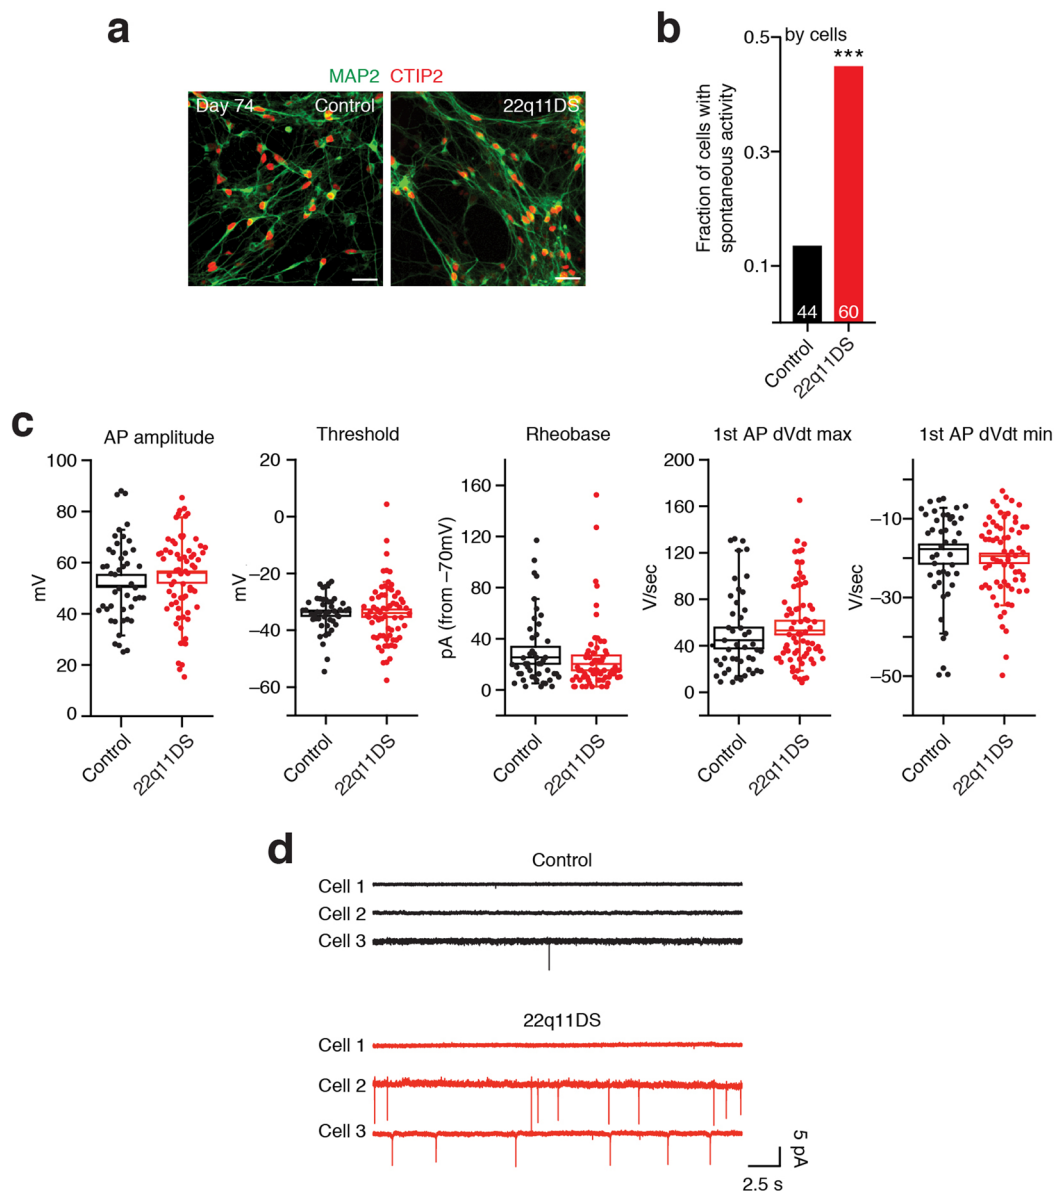 a
MAP2 CTIP2
Day 74 Control
22q11DS
b
by cells
***
Fraction of cells with
spontaneous activity
0.5
0.3
0.1
44
60
Control
22q11DS
c
AP amplitude
mV
100
80
60
40
20
0
Control
22q11DS
Threshold
mV
20
0
−20
−40
−60
Control
22q11DS
Rheobase
pA (from −70mV)
160
120
80
40
0
Control
22q11DS
1st AP dVdt max
V/sec
200
160
120
80
40
0
Control
22q11DS
1st AP dVdt min
V/sec
−10
−30
−50
Control
22q11DS
d
Control
Cell 1
Cell 2
Cell 3
22q11DS
Cell 1
Cell 2
Cell 3
5 pA
2.5 s